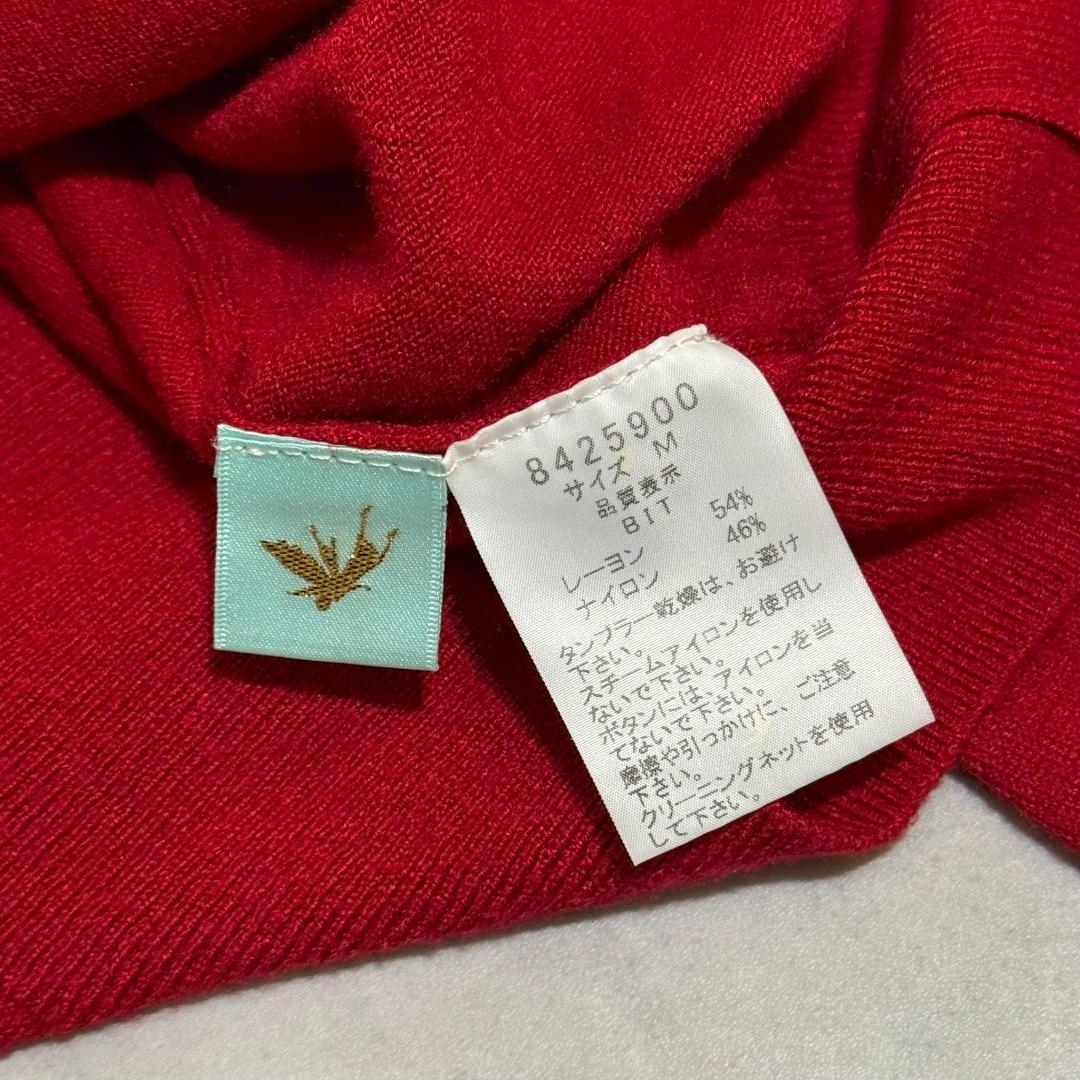 8425900
サイズ M
品質表示
BIT
レーヨン 54%
ナイロン 46%
タンブラー乾燥は、お避け
下さい。
スチームアイロンを使用し
ないで下さい。
ボタンには、アイロンを当
てないで下さい。
摩擦や引っかけに、ご注意
下さい。
クリーニングネットを使用
して下さい。